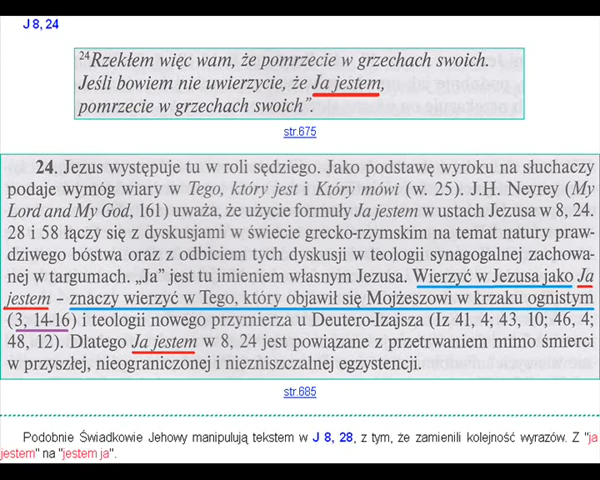 J 8, 24
24Rzekłem więc wam, że pomrzecie w grzechach swoich.
Jeśli bowiem nie uwierzycie, że Ja jestem,
pomrzecie w grzechach swoich”.
str.675
24. Jezus występuje tu w roli sędziego. Jako podstawę wyroku na słuchaczy
podaje wymóg wiary w Tego, który jest i Który mówi (w. 25). J.H. Neyrey (My
Lord and My God, 161) uważa, że użycie formuły Ja jestem w ustach Jezusa w 8, 24.
28 i 58 łączy się z dyskusjami w świecie grecko-rzymskim na temat natury praw-
dziwego bóstwa oraz z odbiciem tych dyskusji w teologii synagogalnej zachowa-
nej w targumach. „Ja” jest tu imieniem własnym Jezusa. Wierzyć w Jezusa jako Ja
jestem – znaczy wierzyć w Tego, który objawił się Mojżeszowi w krzaku ognistym
(3, 14-16) i teologii nowego przymierza u Deutero-Izajsza (Iz 41, 4; 43, 10; 46, 4;
48, 12). Dlatego Ja jestem w 8, 24 jest powiązane z przetrwaniem mimo śmierci
w przyszłej, nieograniczonej i niezniszczalnej egzystencji.
str.685
Podobnie Świadkowie Jehowy manipulują tekstem w J 8, 28, z tym, że zamienili kolejność wyrazów. Z "ja
jestem" na "jestem ja".